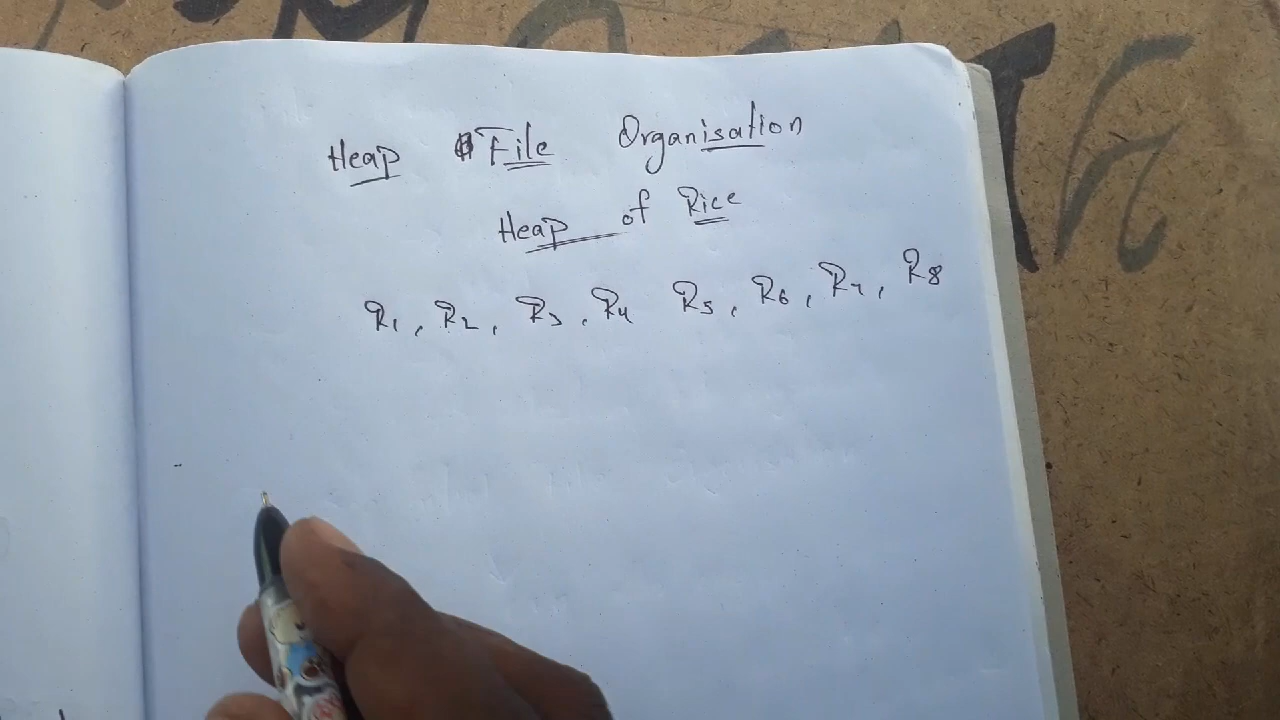 Heap File Organisation
Heap of Rice
R1, R2, R3, R4 R5, R6, R7, R8